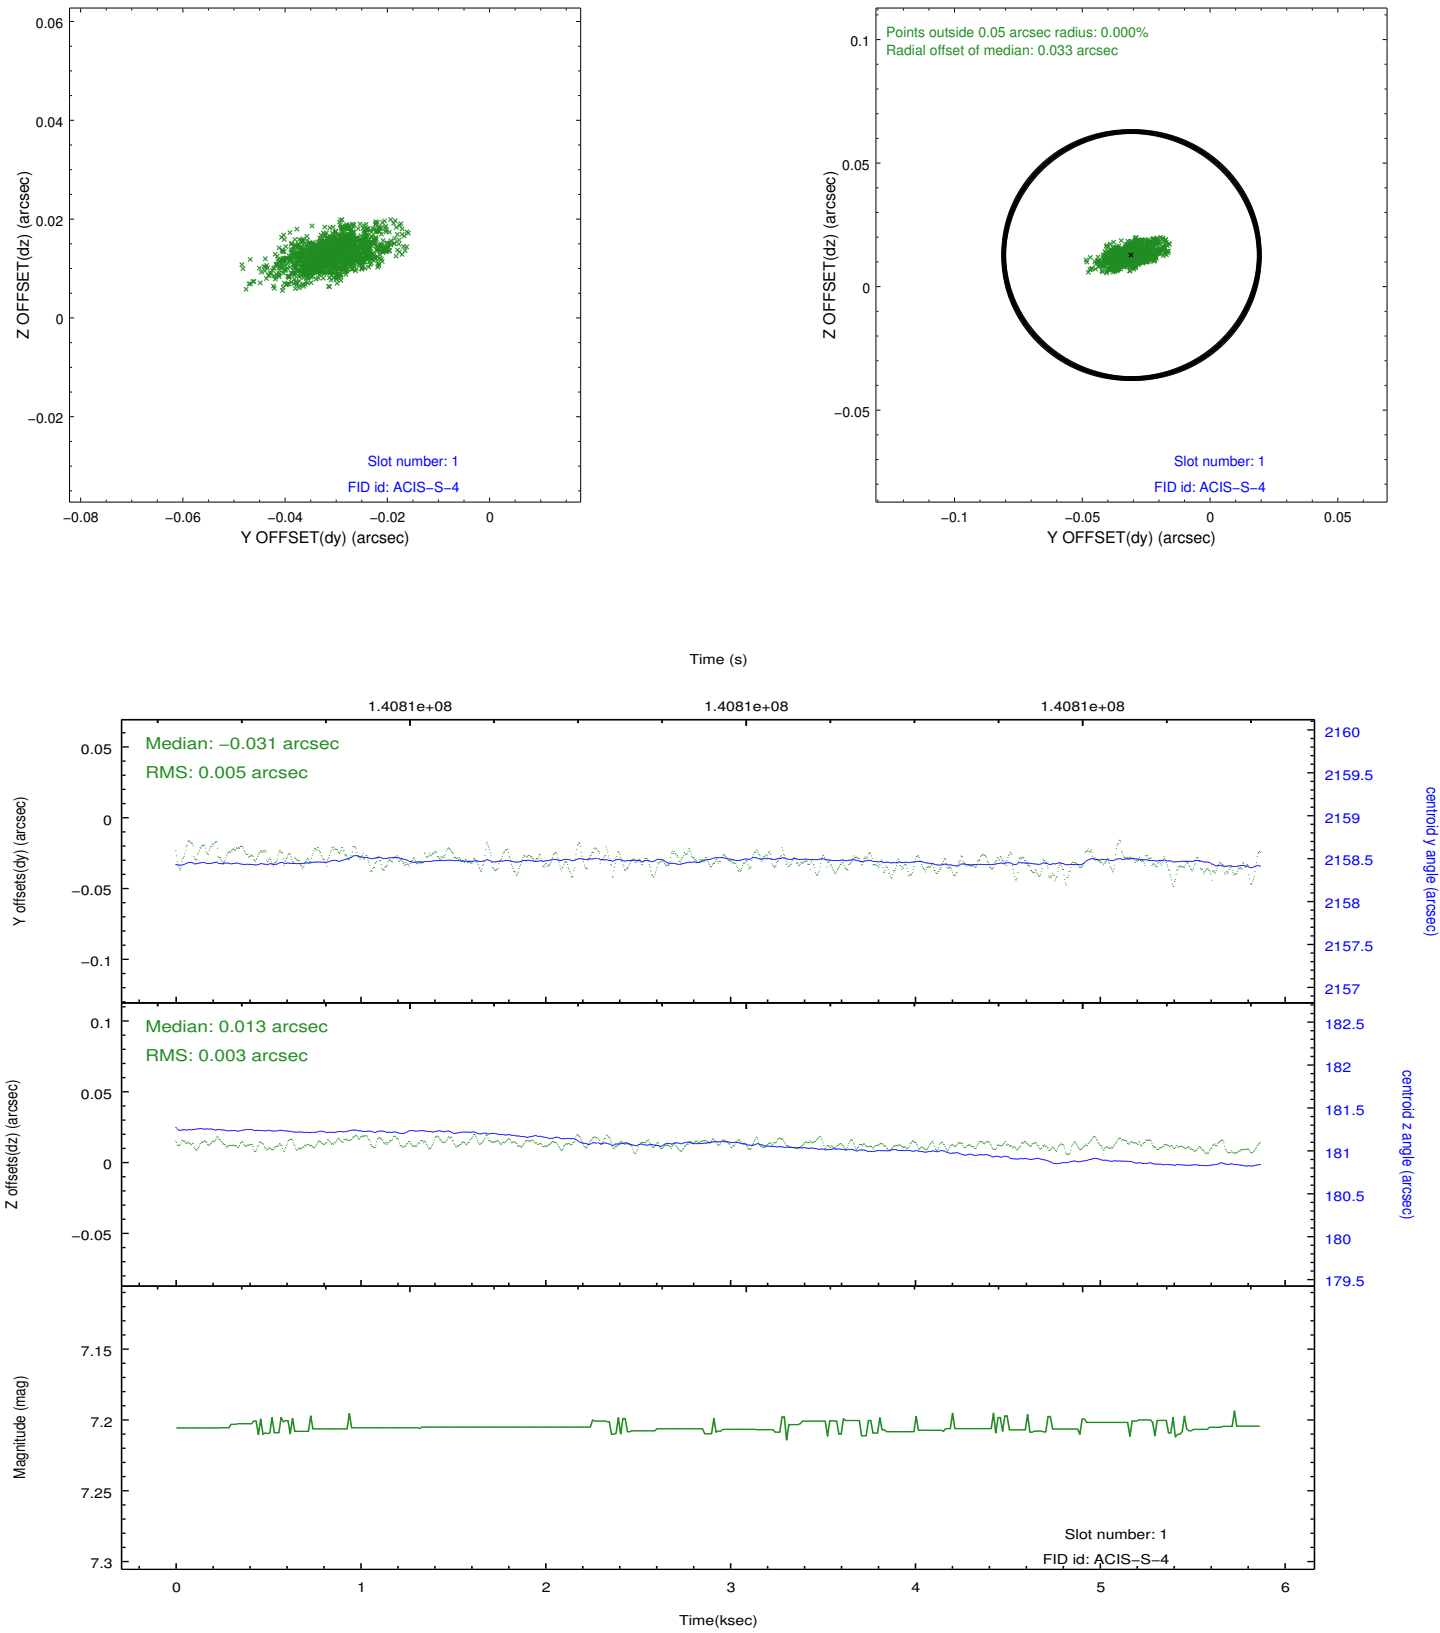 0.06
0.04
0.02
0
−0.02
Z OFFSET(dz) (arcsec)
Slot number: 1
FID id: ACIS−S−4
−0.08 −0.06 −0.04 −0.02 0
Y OFFSET(dy) (arcsec)
Points outside 0.05 arcsec radius: 0.000%
Radial offset of median: 0.033 arcsec
0.1
0.05
0
−0.05
Z OFFSET(dz) (arcsec)
Slot number: 1
FID id: ACIS−S−4
−0.1 −0.05 0 0.05
Y OFFSET(dy) (arcsec)
Time (s)
1.4081e+08 1.4081e+08 1.4081e+08
Median: −0.031 arcsec
RMS: 0.005 arcsec
0.05
0
−0.05
−0.1
Y offsets(dy) (arcsec)
2160
2159.5
2159
2158.5
2158
2157.5
2157
centroid y angle (arcsec)
Median: 0.013 arcsec
RMS: 0.003 arcsec
0.1
0.05
0
−0.05
Z offsets(dz) (arcsec)
182.5
182
181.5
181
180.5
180
179.5
centroid z angle (arcsec)
7.15
7.2
7.25
7.3
Magnitude (mag)
Slot number: 1
FID id: ACIS−S−4
0 1 2 3 4 5 6
Time(ksec)